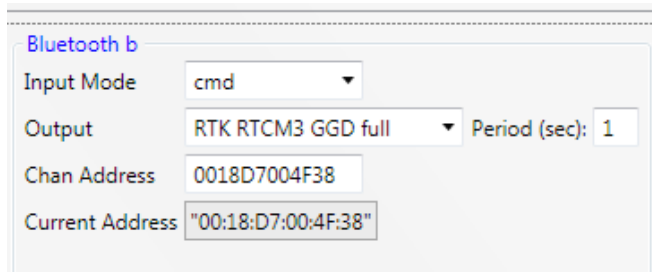 Bluetooth b
Input Mode cmd
Output RTK RTCM3 GGD full Period (sec): 1
Chan Address 0018D7004F38
Current Address "00:18:D7:00:4F:38"